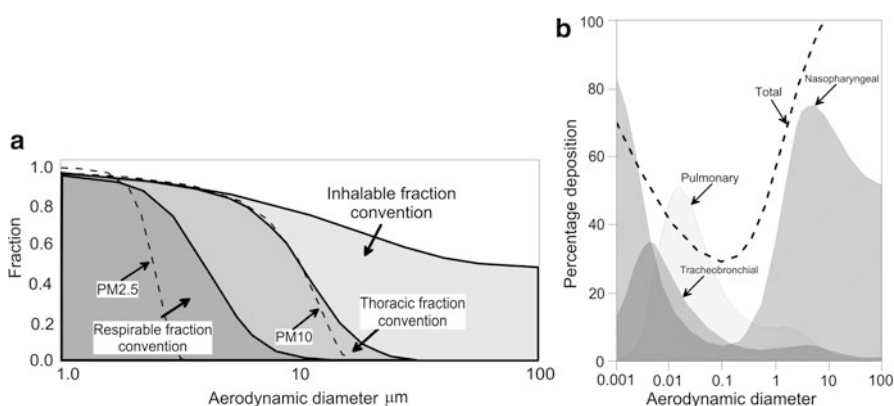 a
Fraction
1.0
0.8
0.6
0.4
0.2
0.0
Inhalable fraction
convention
PM2.5
Respirable fraction
convention
PM10
Thoracic fraction
convention
1.0
10
100
Aerodynamic diameter μm
b
Percentage deposition
100
80
60
40
20
0
Total
Nasopharyngeal
Pulmonary
Tracheobronchial
0.001
0.01
0.1
1
10
100
Aerodynamic diameter